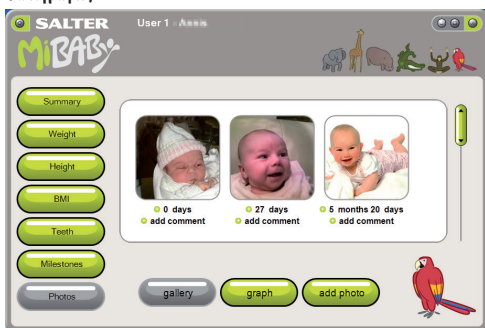 SALTER
User 1 -
MiBABY
Summary
Weight
Height
BMI
Teeth
Milestones
Photos
0 days
27 days
5 months 20 days
add comment
add comment
add comment
gallery
graph
add photo